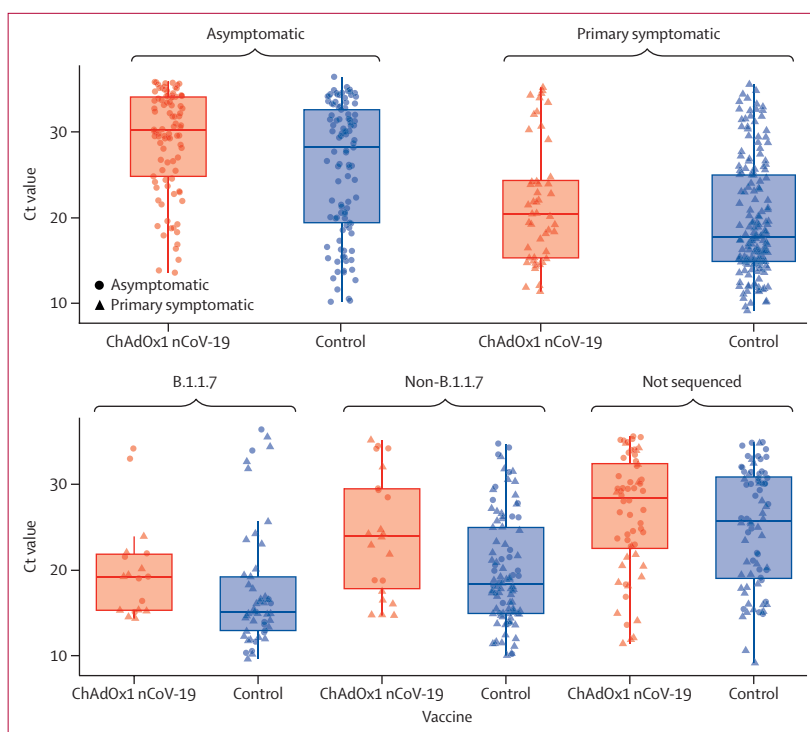 Asymptomatic
Primary symptomatic
Ct value
30
20
10
Asymptomatic
Primary symptomatic
ChAdOx1 nCoV-19
Control
ChAdOx1 nCoV-19
Control
B.1.1.7
Non-B.1.1.7
Not sequenced
Ct value
30
20
10
ChAdOx1 nCoV-19
Control
ChAdOx1 nCoV-19
Control
ChAdOx1 nCoV-19
Control
Vaccine